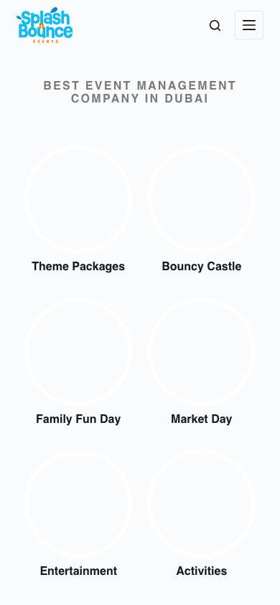 Splash
& Bounce
EVENTS
BEST EVENT MANAGEMENT
COMPANY IN DUBAI
Theme Packages Bouncy Castle
Family Fun Day Market Day
Entertainment Activities